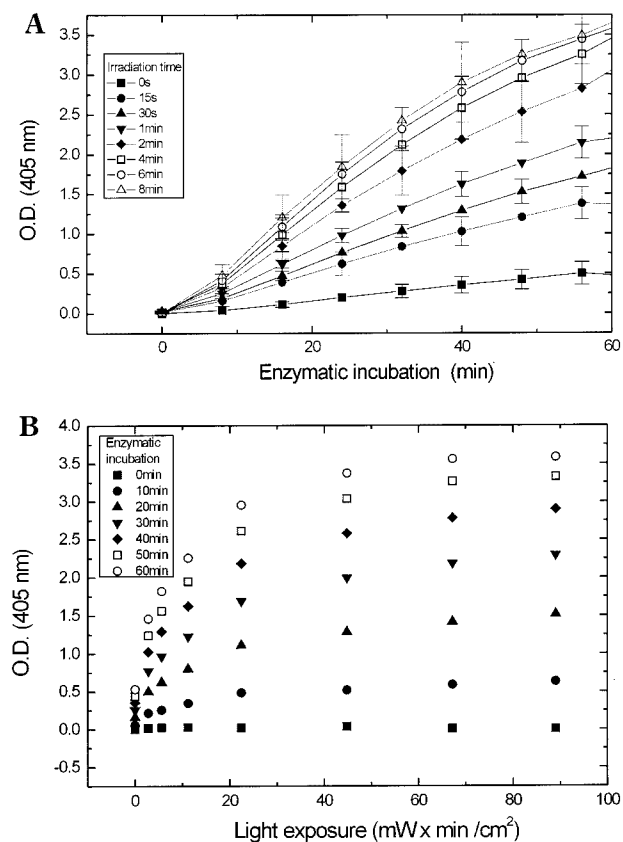 A
3.5
3.0
2.5
2.0
1.5
1.0
0.5
0.0
O.D. (405 nm)
Irradiation time
0s
15s
30s
1min
2min
4min
6min
8min
0
20
40
60
Enzymatic incubation (min)
B
4.0
3.5
3.0
2.5
2.0
1.5
1.0
0.5
0.0
-0.5
O.D. (405 nm)
Enzymatic
incubation
0min
10min
20min
30min
40min
50min
60min
0
20
40
60
80
100
Light exposure (mW x min /cm²)